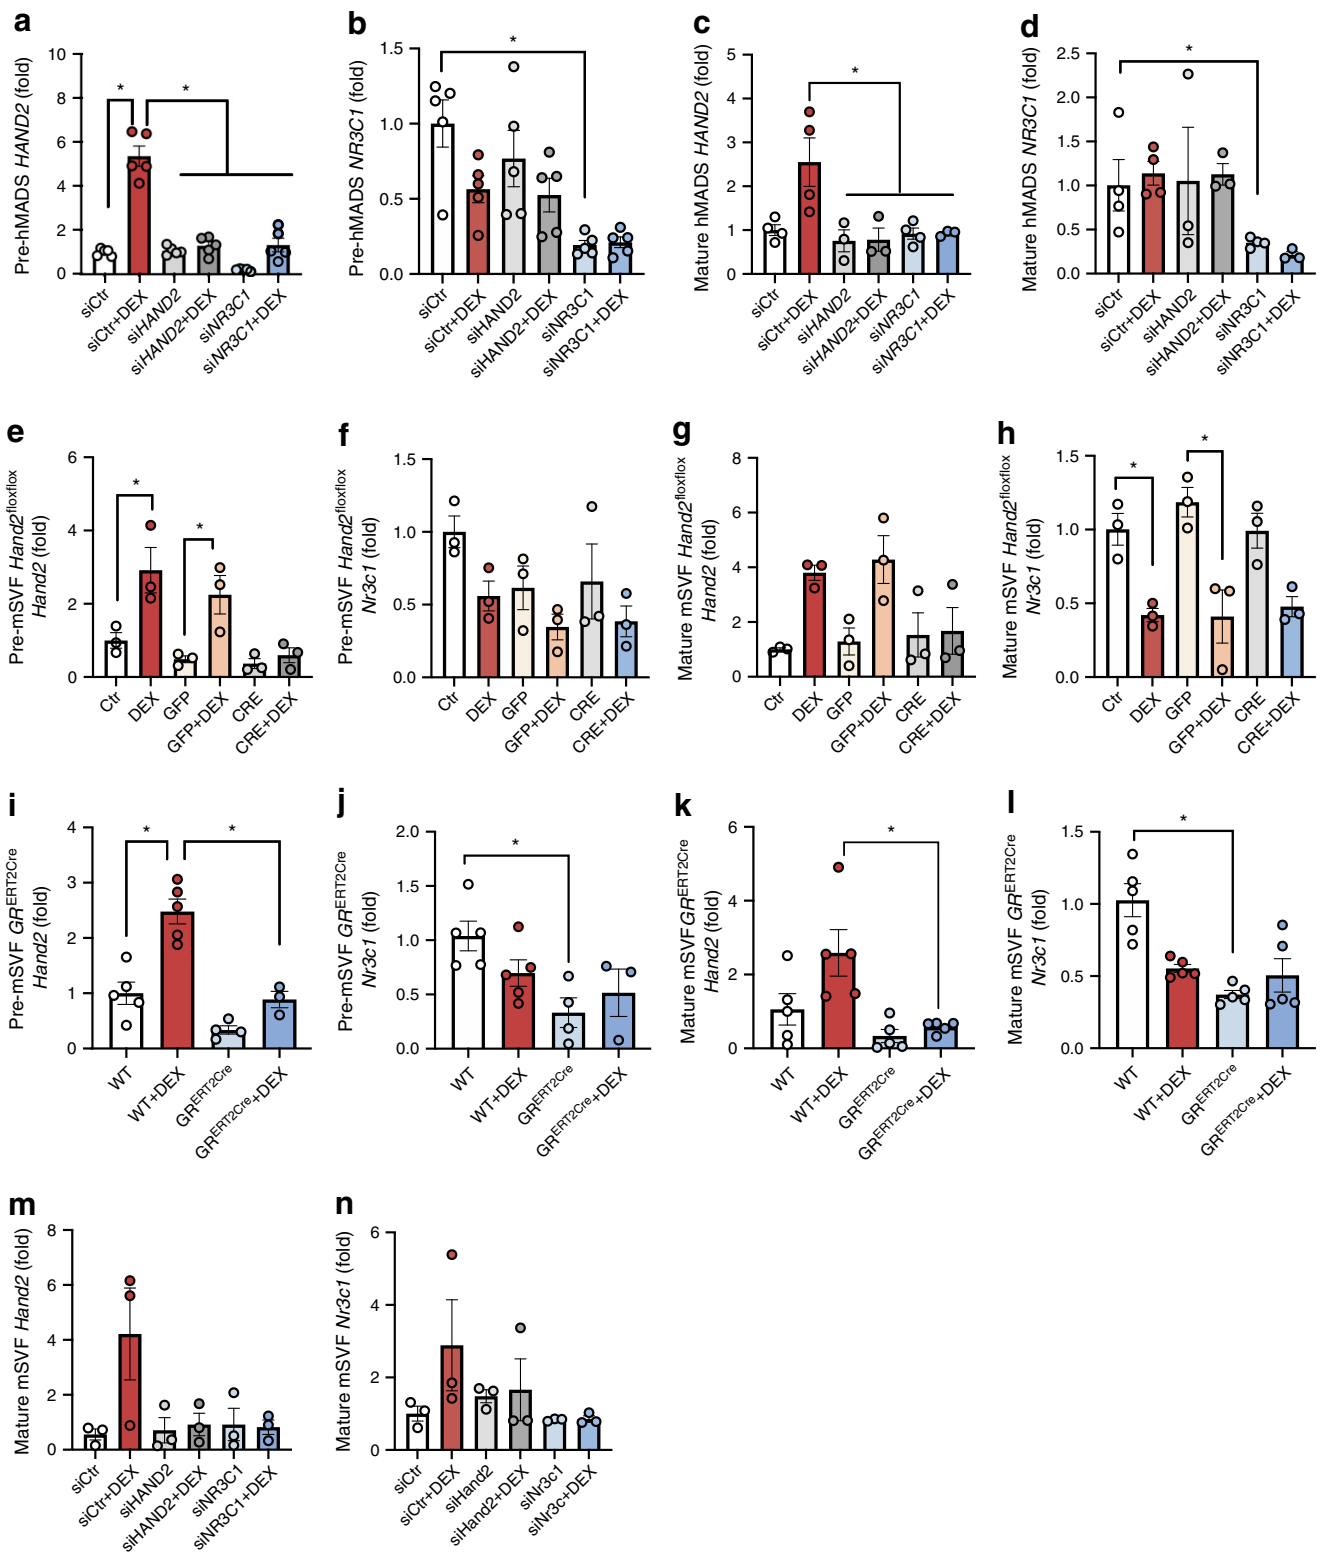 a
Pre-hMADS HAND2 (fold)
10
8
6
4
2
0
*
*
siCtr
siCtr+DEX
siHAND2
siHAND2+DEX
siNR3C1
siNR3C1+DEX
b
Pre-hMADS NR3C1 (fold)
1.5
1.0
0.5
0.0
*
siCtr
siCtr+DEX
siHAND2
siHAND2+DEX
siNR3C1
siNR3C1+DEX
c
Mature hMADS HAND2 (fold)
5
4
3
2
1
0
*
siCtr
siCtr+DEX
siHAND2
siHAND2+DEX
siNR3C1
siNR3C1+DEX
d
Mature hMADS NR3C1 (fold)
2.5
2.0
1.5
1.0
0.5
0.0
*
siCtr
siCtr+DEX
siHAND2
siHAND2+DEX
siNR3C1
siNR3C1+DEX
e
Pre-mSVF Hand2floxflox
Hand2 (fold)
6
4
2
0
*
*
Ctr
DEX
GFP
GFP+DEX
CRE
CRE+DEX
f
Pre-mSVF Hand2floxflox
Nr3c1 (fold)
1.5
1.0
0.5
0.0
Ctr
DEX
GFP
GFP+DEX
CRE
CRE+DEX
g
Mature mSVF Hand2floxflox
Hand2 (fold)
8
6
4
2
0
Ctr
DEX
GFP
GFP+DEX
CRE
CRE+DEX
h
Mature mSVF Hand2floxflox
Nr3c1 (fold)
1.5
1.0
0.5
0.0
*
*
Ctr
DEX
GFP
GFP+DEX
CRE
CRE+DEX
i
Pre-mSVF GRERT2Cre
Hand2 (fold)
4
3
2
1
0
*
*
WT
WT+DEX
GRERT2Cre
GRERT2Cre+DEX
j
Pre-mSVF GRERT2Cre
Nr3c1 (fold)
2.0
1.5
1.0
0.5
0.0
*
WT
WT+DEX
GRERT2Cre
GRERT2Cre+DEX
k
Mature mSVF GRERT2Cre
Hand2 (fold)
6
4
2
0
*
WT
WT+DEX
GRERT2Cre
GRERT2Cre+DEX
l
Mature mSVF GRERT2Cre
Nr3c1 (fold)
1.5
1.0
0.5
0.0
*
WT
WT+DEX
GRERT2Cre
GRERT2Cre+DEX
m
Mature mSVF Hand2 (fold)
8
6
4
2
0
siCtr
siCtr+DEX
siHAND2
siHAND2+DEX
siNR3C1
siNR3C1+DEX
n
Mature mSVF Nr3c1 (fold)
6
4
2
0
siCtr
siCtr+DEX
siHand2
siHand2+DEX
siNr3c1
siNr3c+DEX